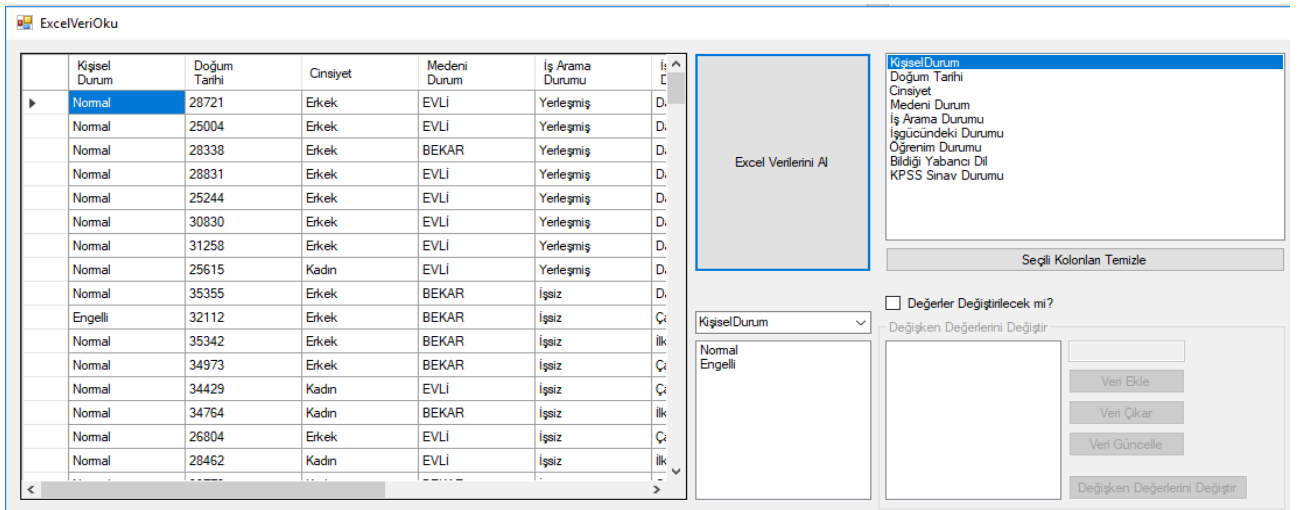 ExcelVeriOku
Kişisel Durum Doğum Tarihi Cinsiyet Medeni Durum İş Arama Durumu
Normal 28721 Erkek EVLİ Yerleşmiş
Normal 25004 Erkek EVLİ Yerleşmiş
Normal 28338 Erkek BEKAR Yerleşmiş
Normal 28831 Erkek EVLİ Yerleşmiş
Normal 25244 Erkek EVLİ Yerleşmiş
Normal 30830 Erkek EVLİ Yerleşmiş
Normal 31258 Erkek EVLİ Yerleşmiş
Normal 25615 Kadın EVLİ Yerleşmiş
Normal 35355 Erkek BEKAR İşsiz
Engelli 32112 Erkek BEKAR İşsiz
Normal 35342 Erkek BEKAR İşsiz
Normal 34973 Erkek BEKAR İşsiz
Normal 34429 Kadın EVLİ İşsiz
Normal 34764 Kadın BEKAR İşsiz
Normal 26804 Erkek EVLİ İşsiz
Normal 28462 Kadın EVLİ İşsiz
Excel Verilerini Al
KişiselDurum
Doğum Tarihi
Cinsiyet
Medeni Durum
İş Arama Durumu
İşgücündeki Durumu
Öğrenim Durumu
Bildiği Yabancı Dil
KPSS Sınav Durumu
Seçili Kolonları Temizle
KişiselDurum
Normal
Engelli
Değerler Değiştirilecek mi?
Değişken Değerlerini Değiştir
Veri Ekle
Veri Çıkar
Veri Güncelle
Değişken Değerlerini Değiştir